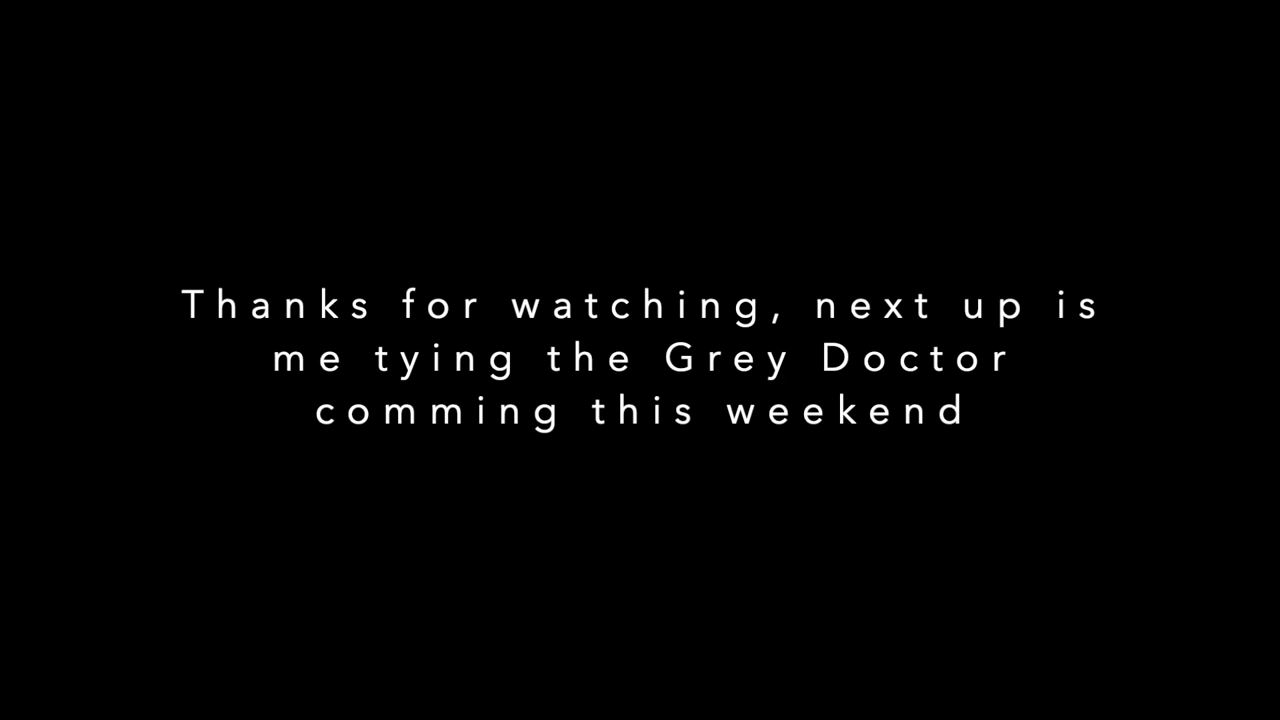 Thanks for watching, next up is
me tying the Grey Doctor
comming this weekend